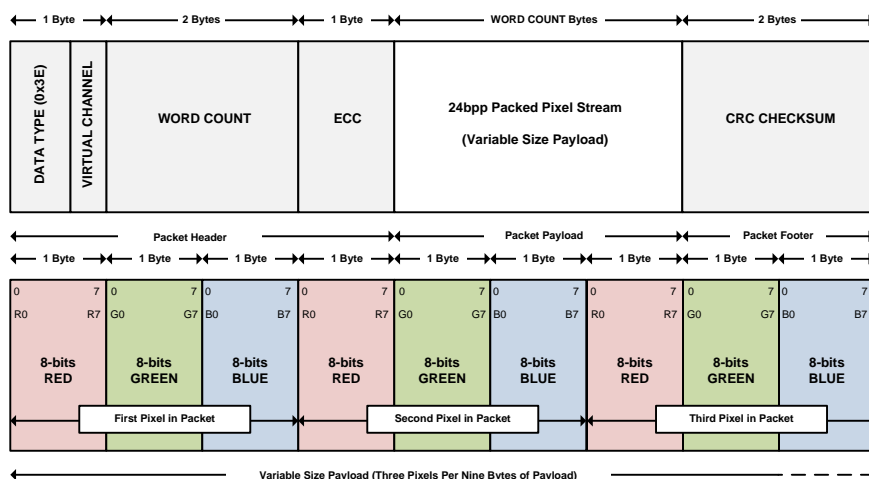 1 Byte 2 Bytes 1 Byte WORD COUNT Bytes 2 Bytes
DATA TYPE (0x3E)
VIRTUAL CHANNEL
WORD COUNT
ECC
24bpp Packed Pixel Stream
(Variable Size Payload)
CRC CHECKSUM
Packet Header Packet Payload Packet Footer
1 Byte 1 Byte 1 Byte 1 Byte 1 Byte 1 Byte 1 Byte 1 Byte 1 Byte
0 7 0 7 0 7 0 7 0 7 0 7 0 7 0 7 0 7
R0 R7 G0 G7 B0 B7 R0 R7 G0 G7 B0 B7 R0 R7 G0 G7 B0 B7
8-bits 8-bits 8-bits 8-bits 8-bits 8-bits 8-bits 8-bits 8-bits
RED GREEN BLUE RED GREEN BLUE RED GREEN BLUE
First Pixel in Packet Second Pixel in Packet Third Pixel in Packet
Variable Size Payload (Three Pixels Per Nine Bytes of Payload)